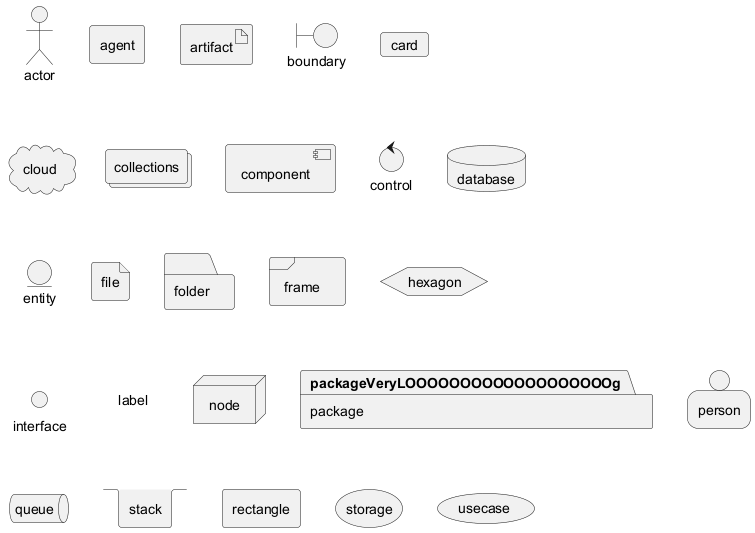 actor
agent
artifact
boundary
card
cloud
collections
component
control
database
entity
file
folder
frame
hexagon
interface
label
node
packageVeryLOOOOOOOOOOOOOOOOOOOg
package
person
queue
stack
rectangle
storage
usecase